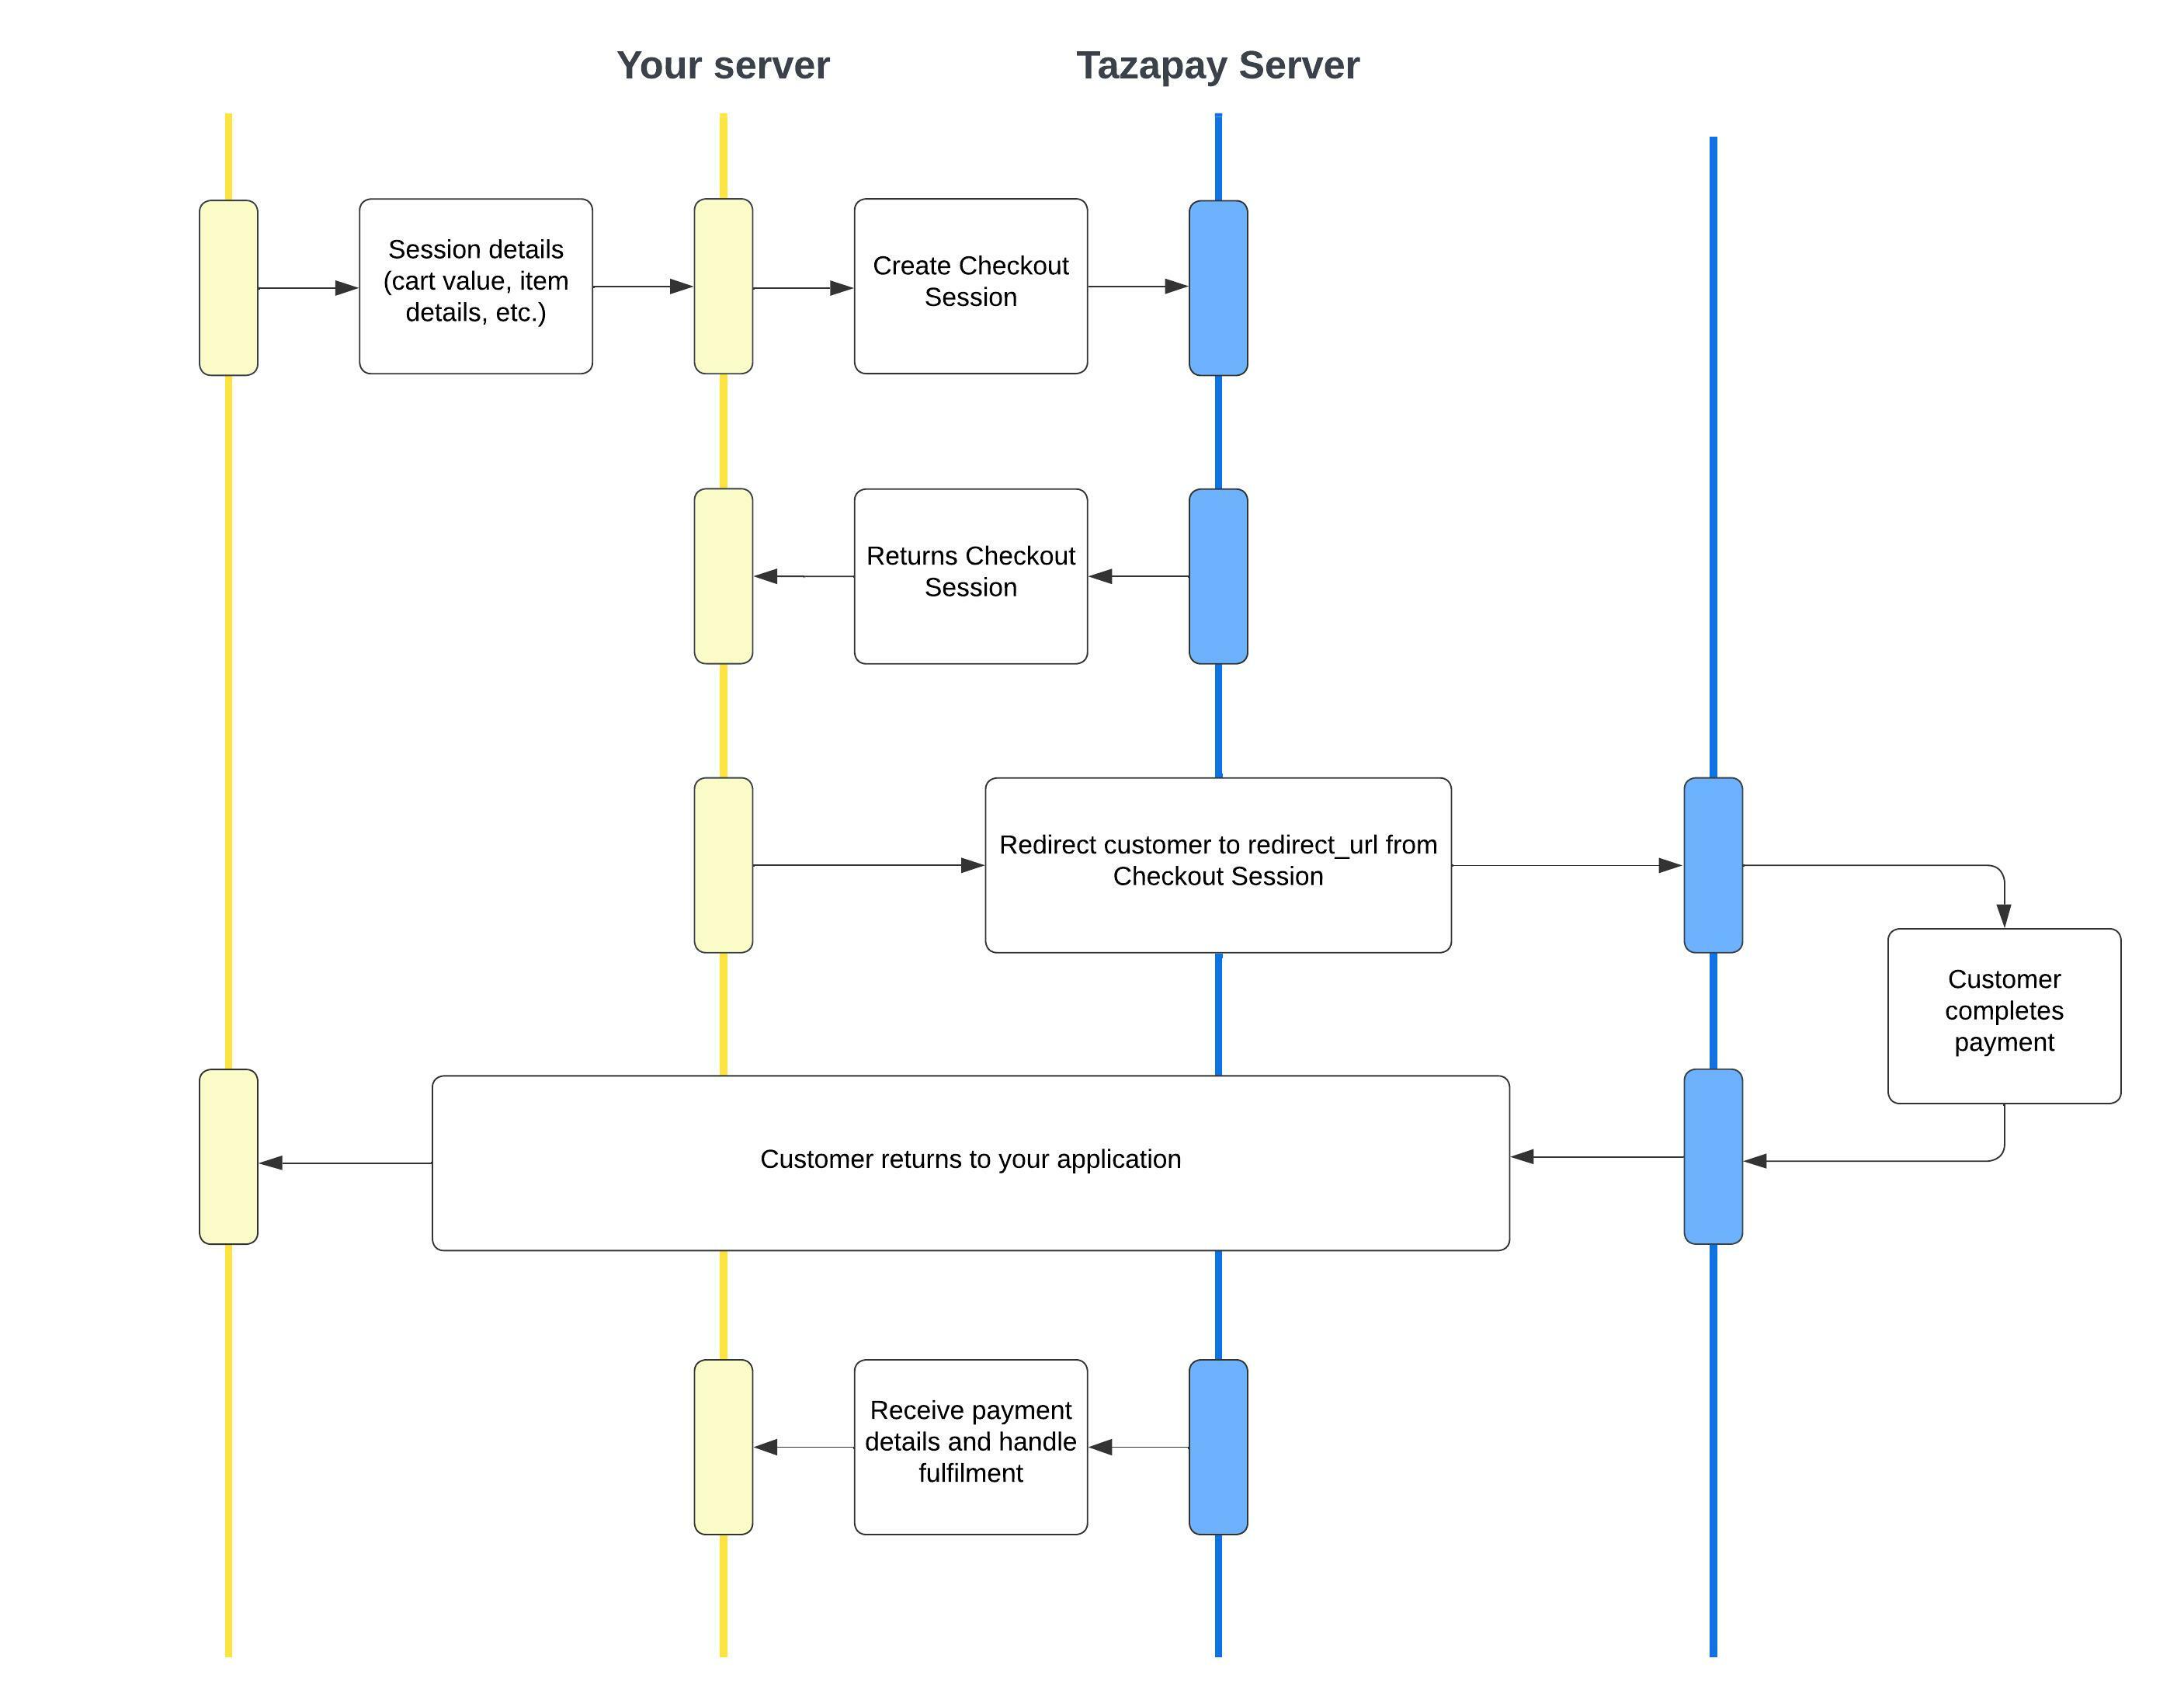 Your server
Tazapay Server
Session details
(cart value, item
details, etc.)
Create Checkout
Session
Returns Checkout
Session
Redirect customer to redirect_url from
Checkout Session
Customer
completes
payment
Customer returns to your application
Receive payment
details and handle
fulfilment